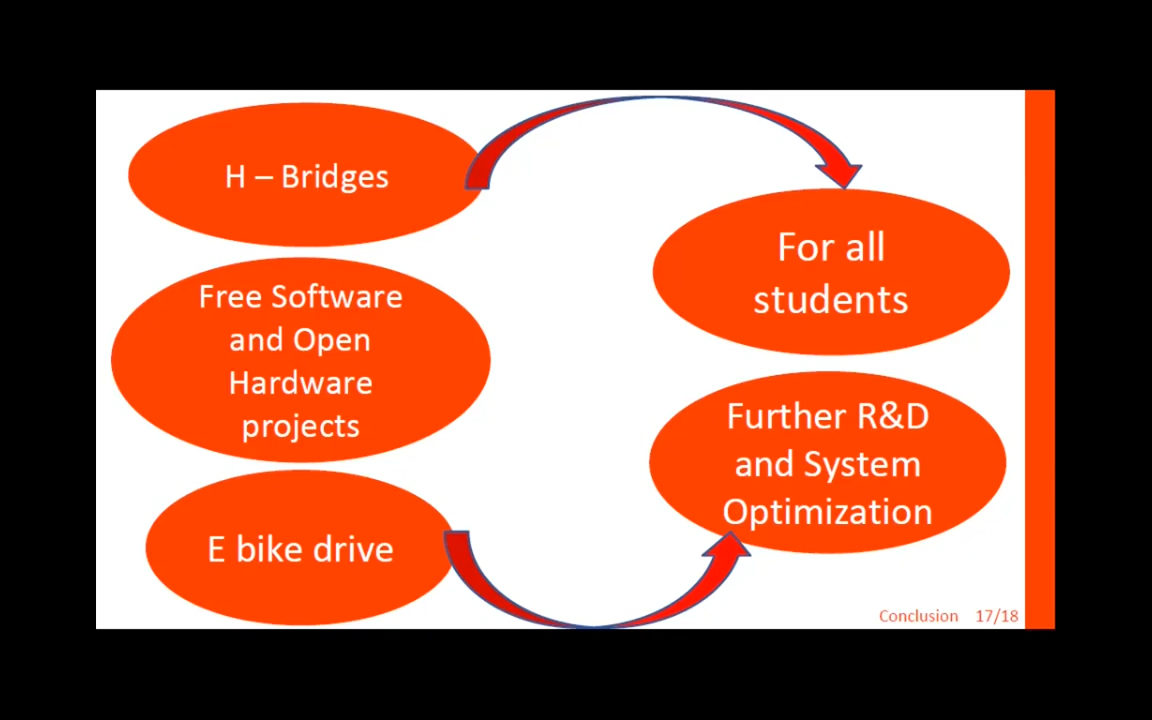 H – Bridges
Free Software
and Open
Hardware
projects
E bike drive
For all
students
Further R&D
and System
Optimization
Conclusion 17/18